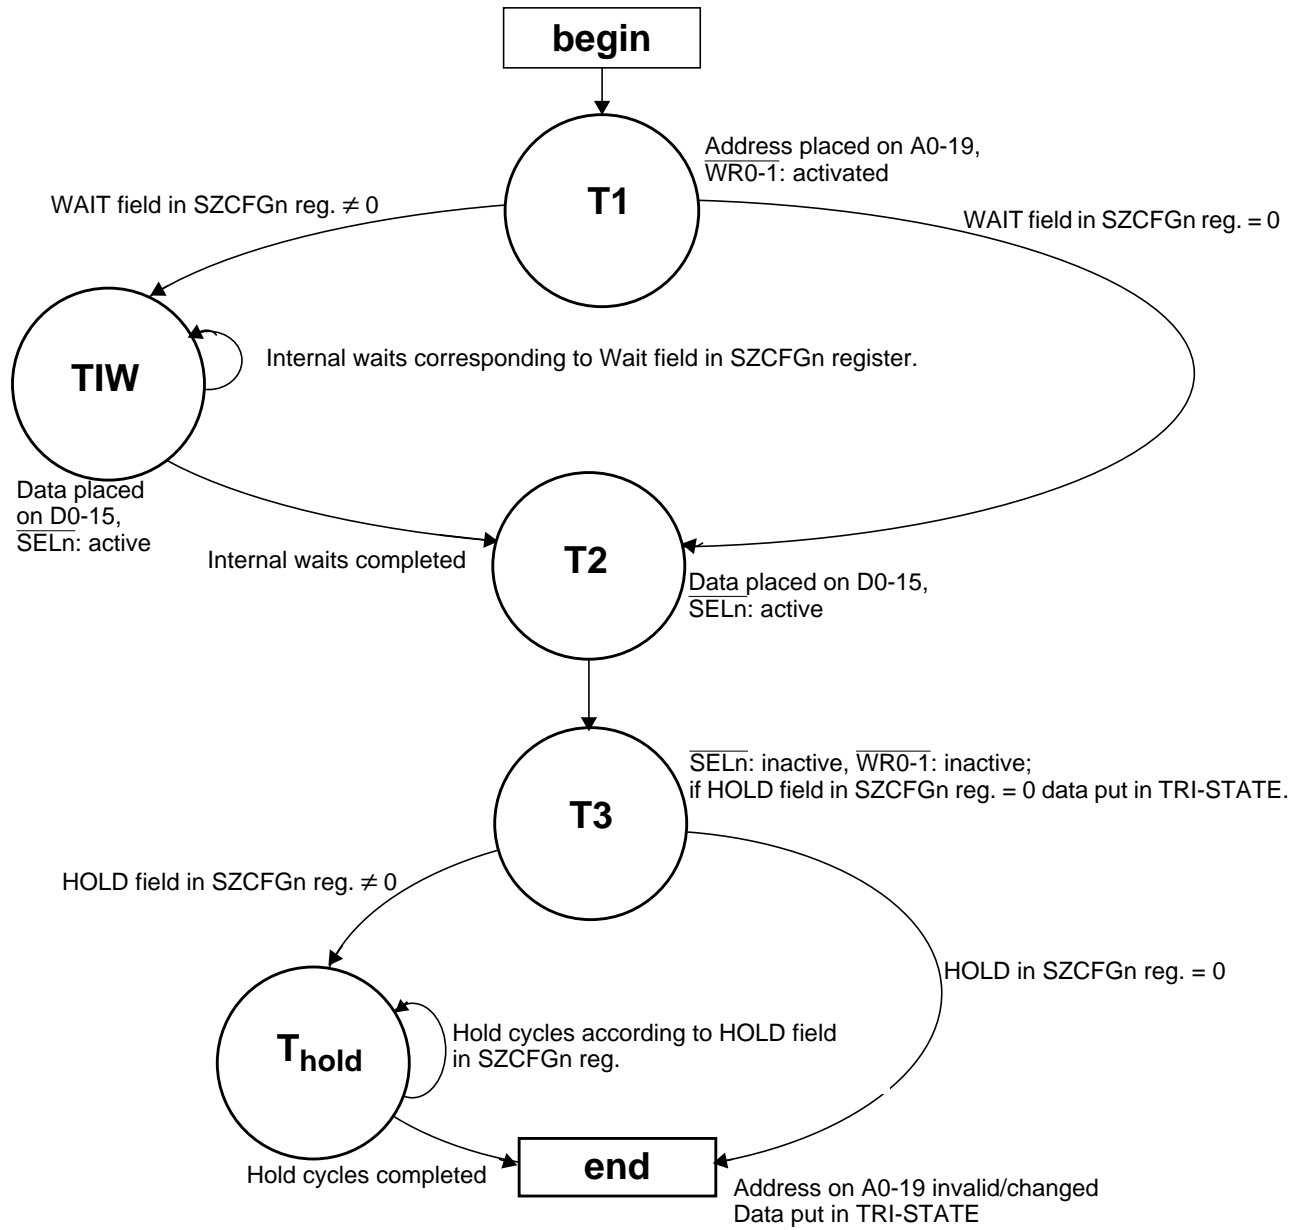 begin
Address placed on A0-19,
WR0-1: activated
T1
WAIT field in SZCFGn reg. ≠ 0
WAIT field in SZCFGn reg. = 0
TIW
Internal waits corresponding to Wait field in SZCFGn register.
Data placed
on D0-15,
SELn: active
Internal waits completed
T2
Data placed on D0-15,
SELn: active
T3
SELn: inactive, WR0-1: inactive;
if HOLD field in SZCFGn reg. = 0 data put in TRI-STATE.
HOLD field in SZCFGn reg. ≠ 0
HOLD in SZCFGn reg. = 0
Thold
Hold cycles according to HOLD field
in SZCFGn reg.
Hold cycles completed
end
Address on A0-19 invalid/changed
Data put in TRI-STATE